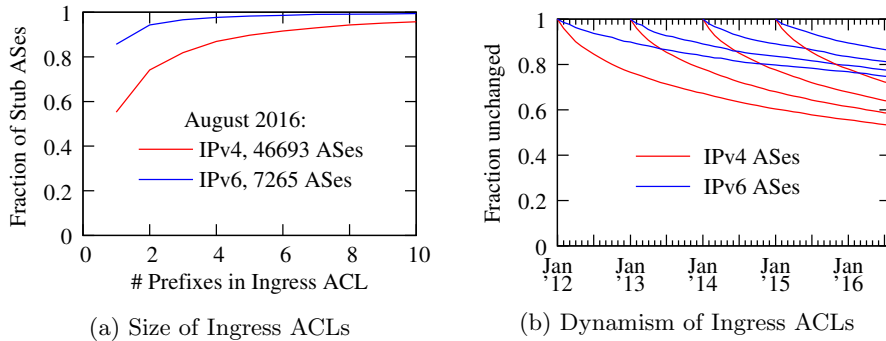 1
0.8
0.6
0.4
0.2
0
Fraction of Stub ASes
August 2016:
IPv4, 46693 ASes
IPv6, 7265 ASes
0 2 4 6 8 10
# Prefixes in Ingress ACL
(a) Size of Ingress ACLs
1
0.8
0.6
0.4
0.2
0
Fraction unchanged
IPv4 ASes
IPv6 ASes
Jan Jan Jan Jan Jan
'12 '13 '14 '15 '16
(b) Dynamism of Ingress ACLs